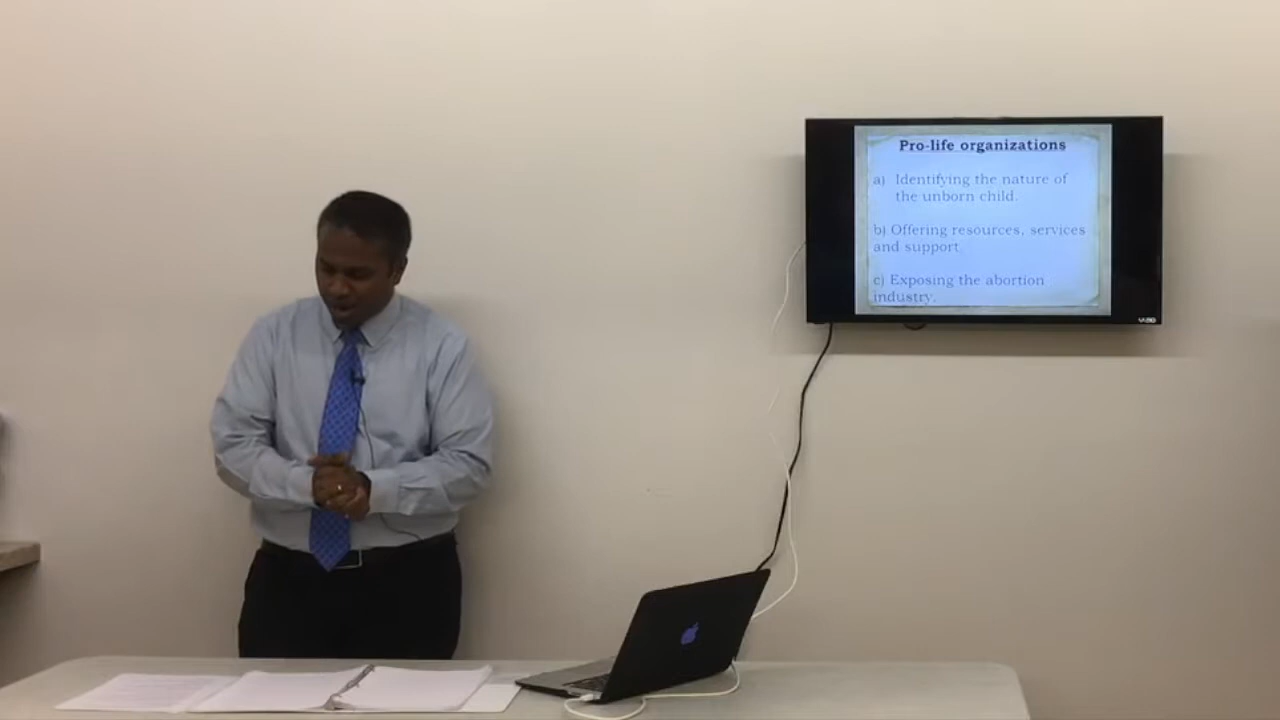 Pro-life organizations
a) Identifying the nature of
the unborn child.
b) Offering resources, services
and support.
c) Exposing the abortion
industry.
VIZIO